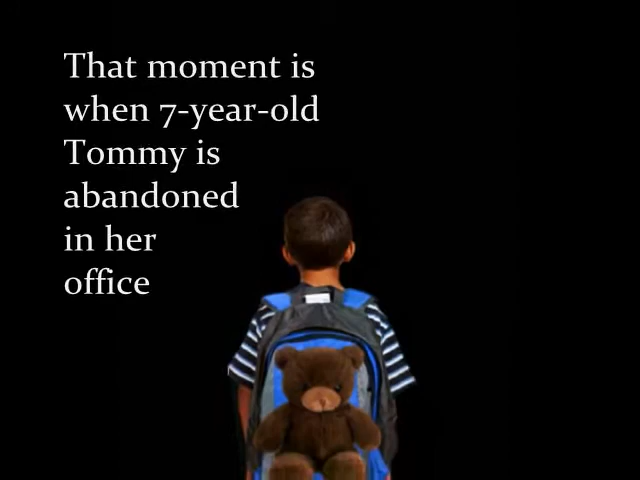 That moment is
when 7-year-old
Tommy is
abandoned
in her
office